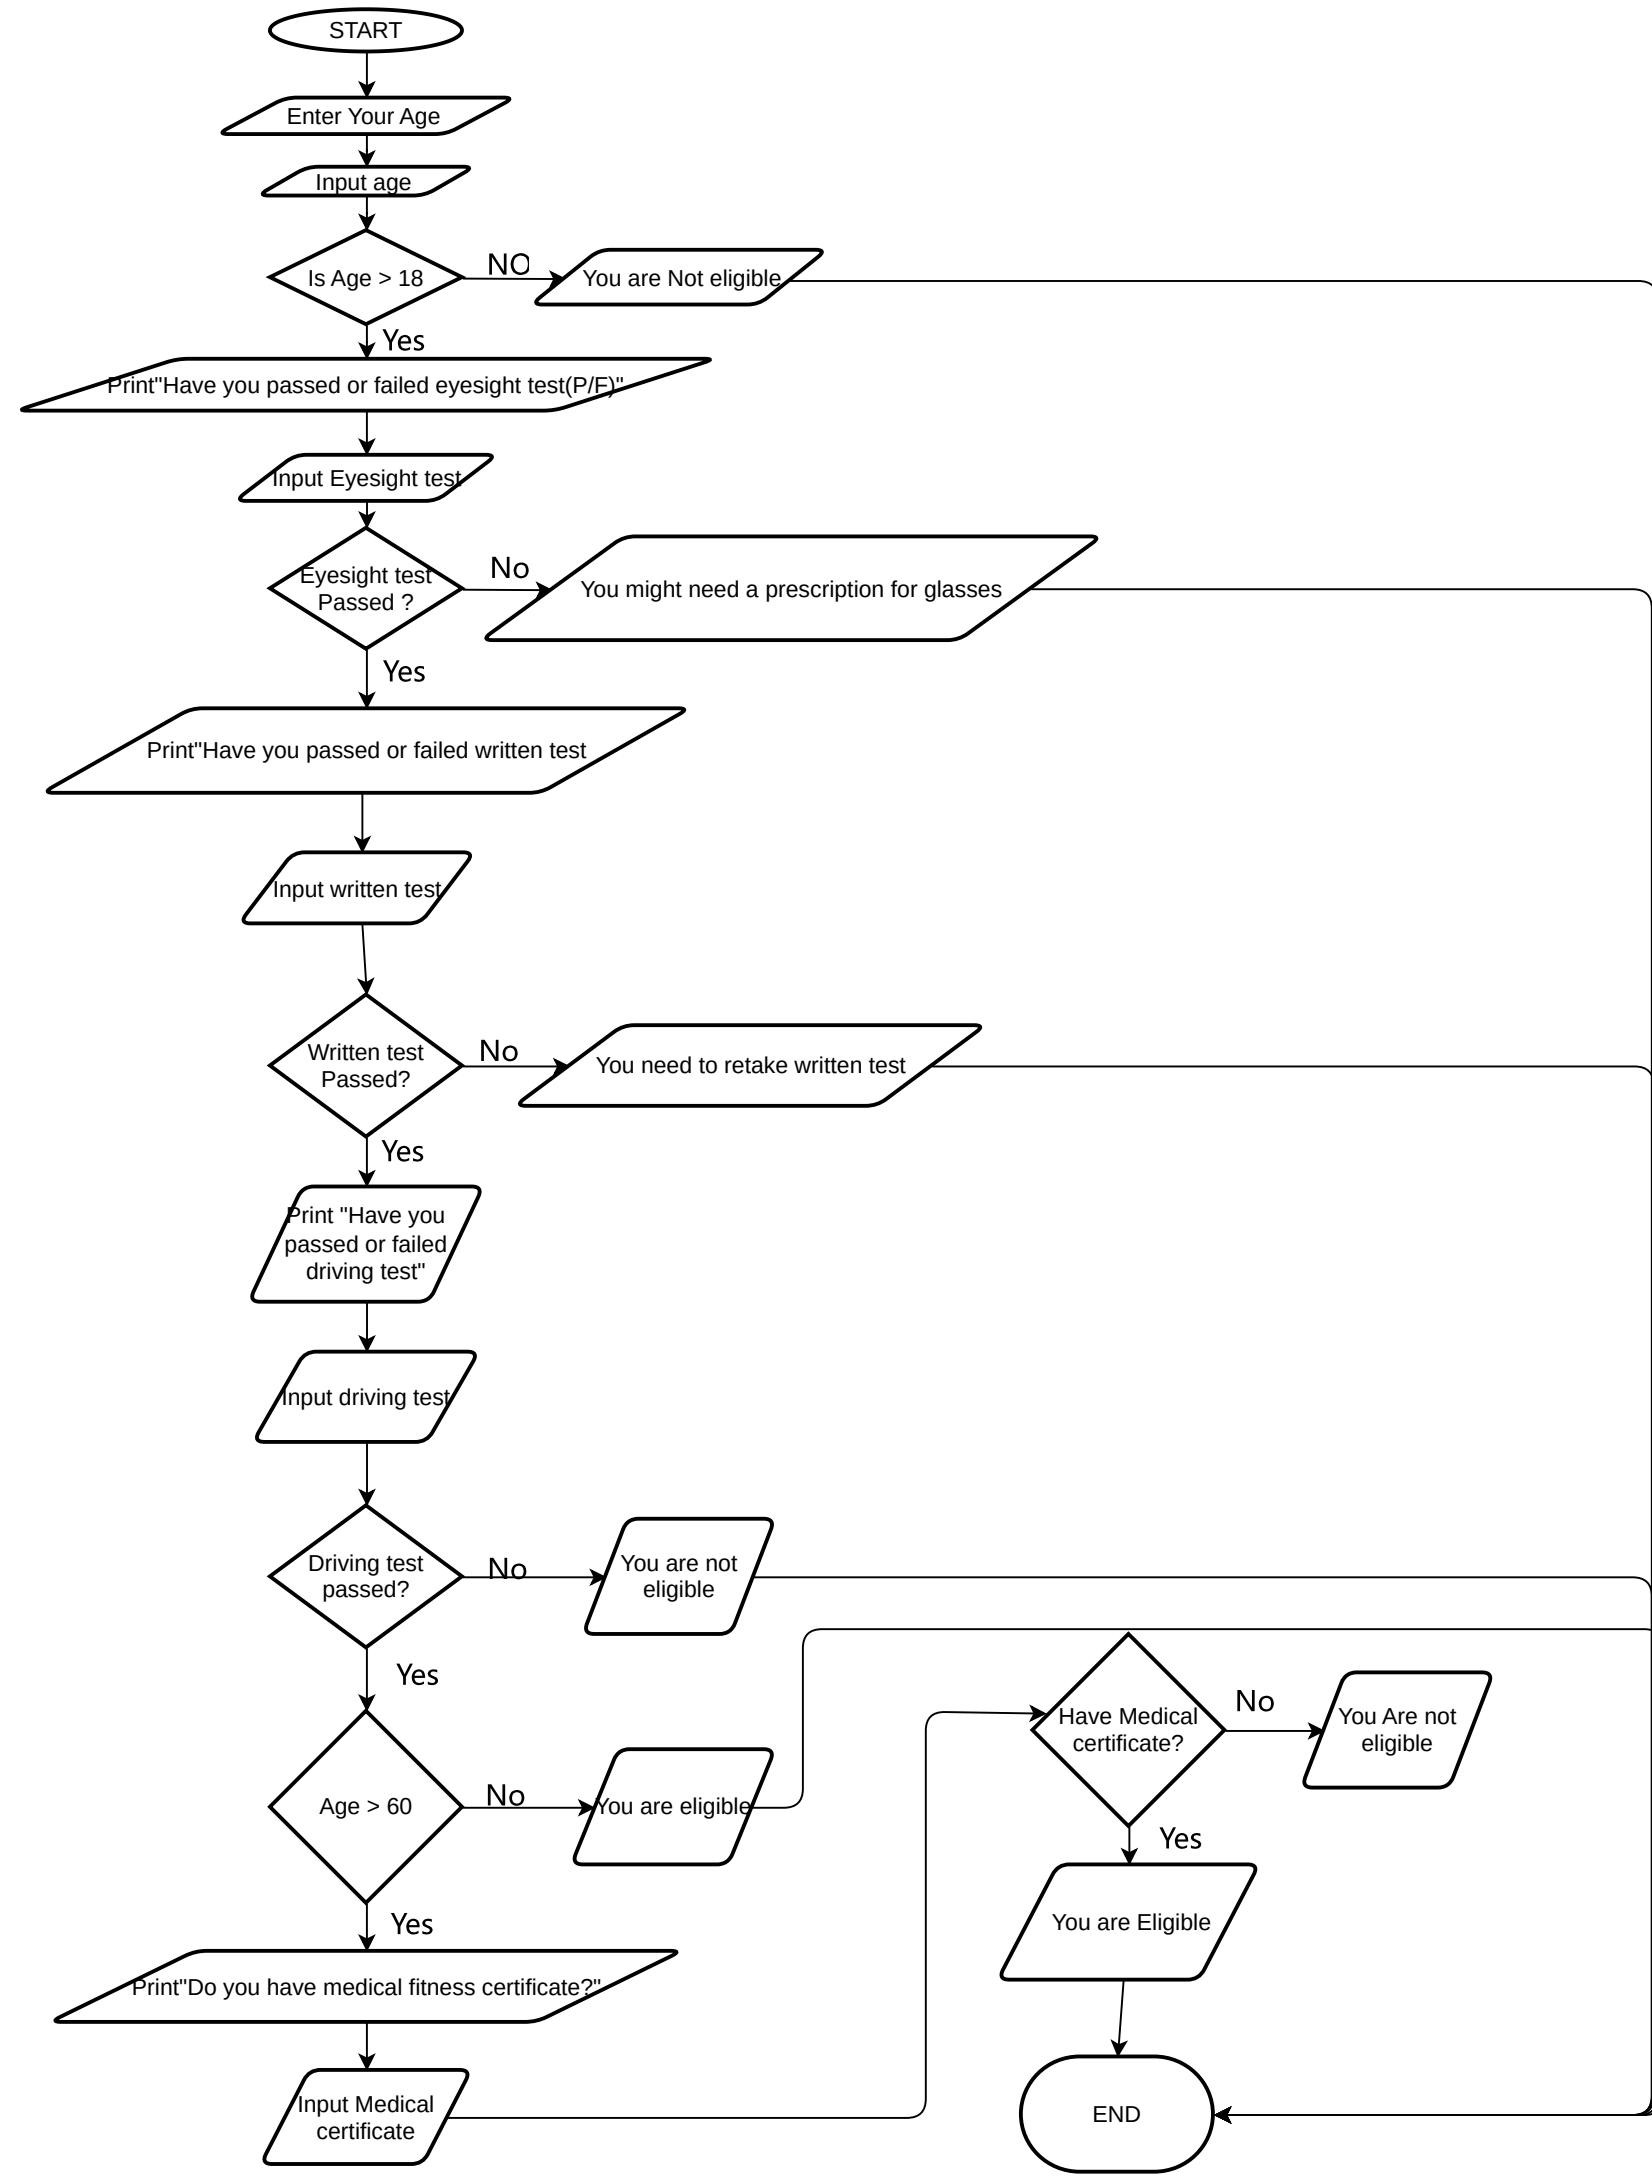 START
Enter Your Age
Input age
Is Age > 18
NO
You are Not eligible
Yes
Print"Have you passed or failed eyesight test(P/F)"
Input Eyesight test
Eyesight test
Passed ?
No
You might need a prescription for glasses
Yes
Print"Have you passed or failed written test
Input written test
Written test
Passed?
No
You need to retake written test
Yes
Print "Have you
passed or failed
driving test"
Input driving test
Driving test
passed?
No
You are not
eligible
Yes
Age > 60
No
You are eligible
Yes
Print"Do you have medical fitness certificate?"
Input Medical
certificate
Have Medical
certificate?
No
You Are not
eligible
Yes
You are Eligible
END